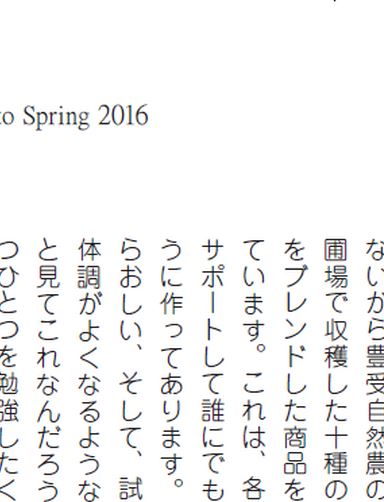 to Spring 2016
ないから豊受自然農の
圃場で収穫した十種の
をブレンドした商品を
ています。これは、各
サポートして誰にでも
うに作ってあります。
らおしい、そして、試
体調がよくなるような
と見てこれなんだろう
つひとつを勉強したく